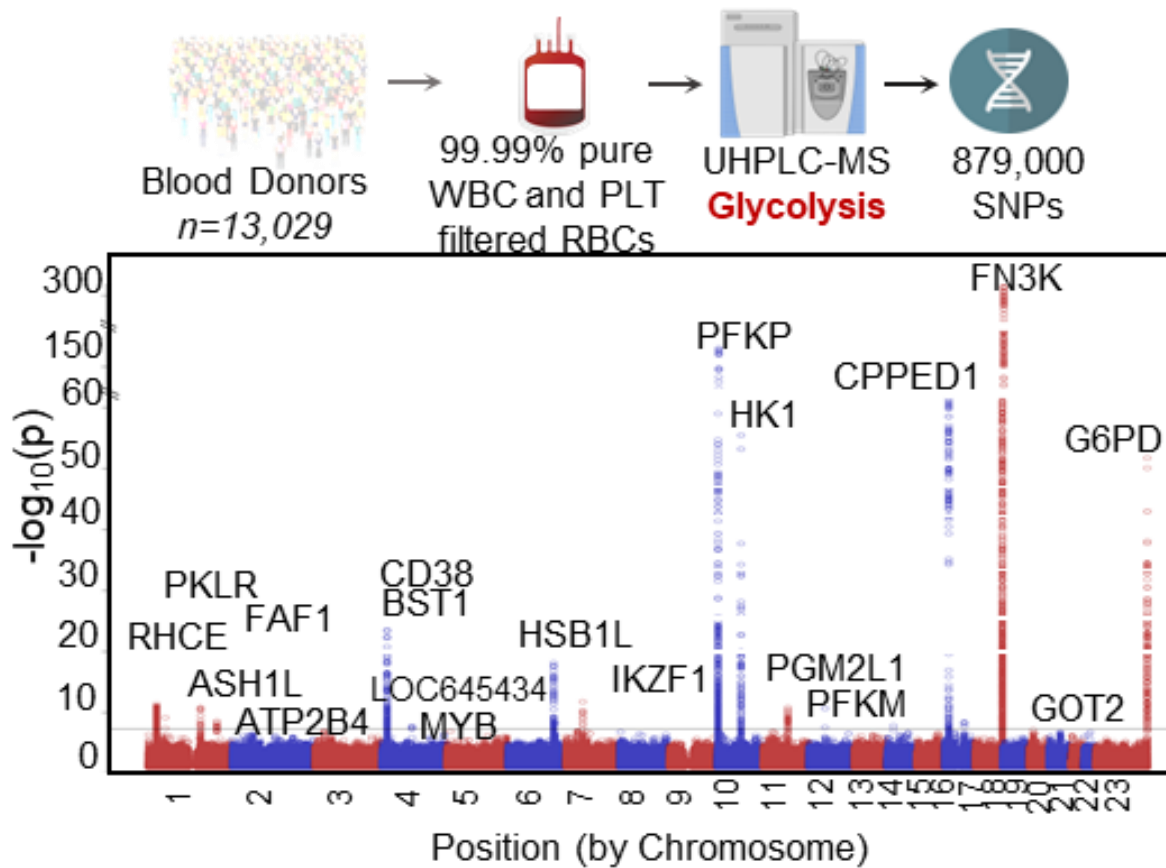 Blood Donors
n=13,029
99.99% pure
WBC and PLT
filtered RBCs
UHPLC-MS
Glycolysis
879,000
SNPs
-log10(p)
300
150
60
50
40
30
20
10
0
RHCE
PKLR
FAF1
ASH1L
ATP2B4
CD38
BST1
LOC645434
MYB
HSB1L
IKZF1
PFKP
HK1
PGM2L1
PFKM
CPPED1
FN3K
GOT2
G6PD
1 2 3 4 5 6 7 8 9 10 11 12 13 14 15 16 17 18 19 20 21 22 23
Position (by Chromosome)